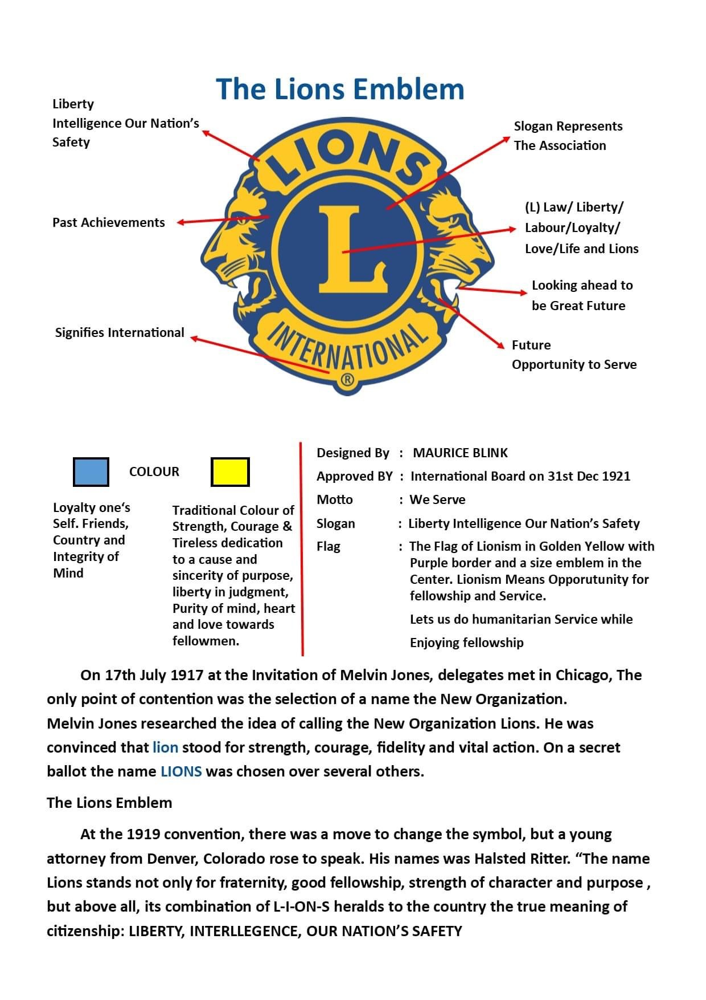 The Lions Emblem
Liberty
Intelligence Our Nation’s
Safety
Slogan Represents
The Association
LIONS
L
INTERNATIONAL
®
Past Achievements
(L) Law/ Liberty/
Labour/Loyalty/
Love/Life and Lions
Looking ahead to
be Great Future
Signifies International
Future
Opportunity to Serve
COLOUR
Loyalty one‘s
Self. Friends,
Country and
Integrity of
Mind
Traditional Colour of
Strength, Courage &
Tireless dedication
to a cause and
sincerity of purpose,
liberty in judgment,
Purity of mind, heart
and love towards
fellowmen.
Designed By : MAURICE BLINK
Approved BY : International Board on 31st Dec 1921
Motto : We Serve
Slogan : Liberty Intelligence Our Nation’s Safety
Flag : The Flag of Lionism in Golden Yellow with
Purple border and a size emblem in the
Center. Lionism Means Opporutunity for
fellowship and Service.
Lets us do humanitarian Service while
Enjoying fellowship
On 17th July 1917 at the Invitation of Melvin Jones, delegates met in Chicago, The
only point of contention was the selection of a name the New Organization.
Melvin Jones researched the idea of calling the New Organization Lions. He was
convinced that lion stood for strength, courage, fidelity and vital action. On a secret
ballot the name LIONS was chosen over several others.
The Lions Emblem
At the 1919 convention, there was a move to change the symbol, but a young
attorney from Denver, Colorado rose to speak. His names was Halsted Ritter. “The name
Lions stands not only for fraternity, good fellowship, strength of character and purpose ,
but above all, its combination of L-I-ON-S heralds to the country the true meaning of
citizenship: LIBERTY, INTERLLEGENCE, OUR NATION’S SAFETY